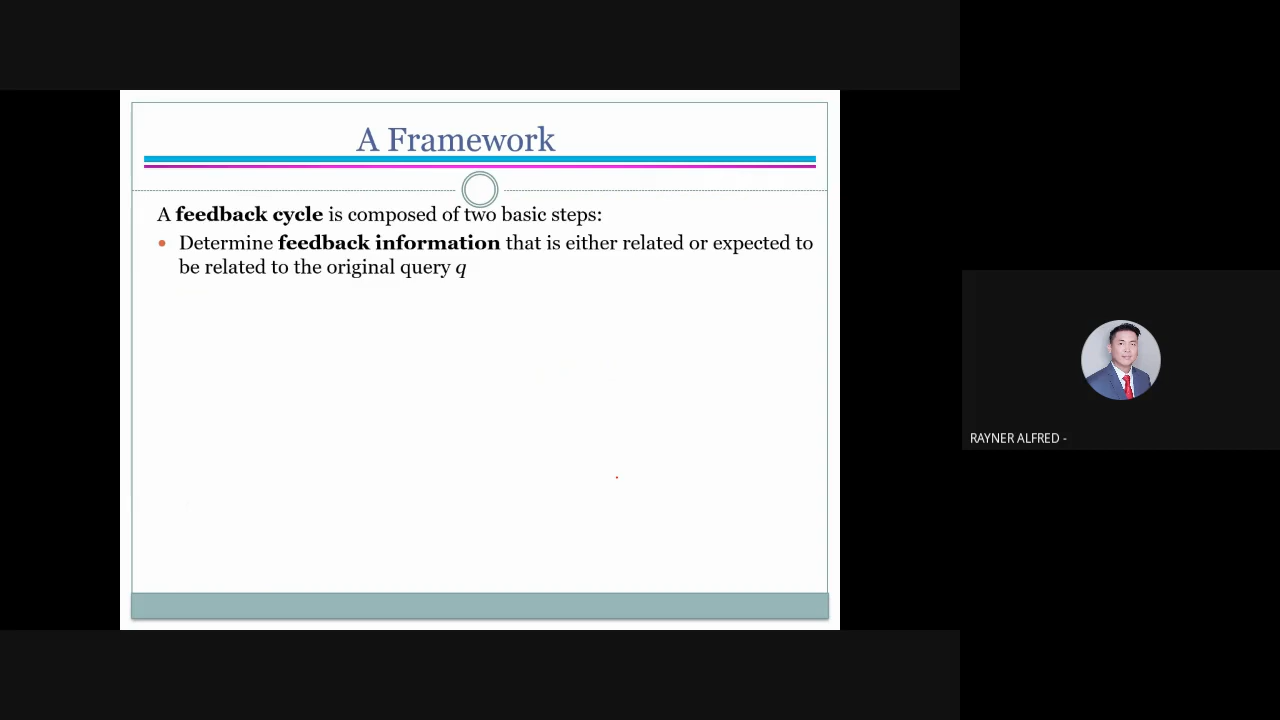 A Framework
A feedback cycle is composed of two basic steps:
• Determine feedback information that is either related or expected to
be related to the original query q
RAYNER ALFRED -